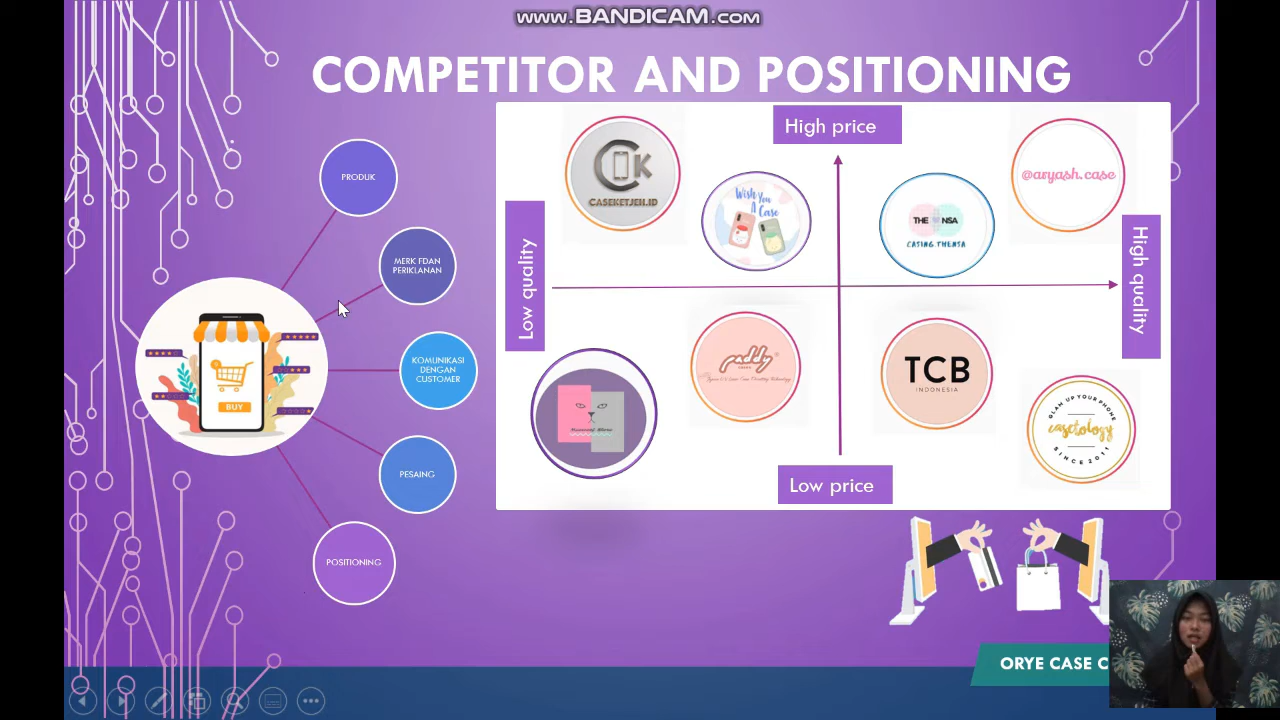 www.BANDICAM.com
COMPETITOR AND POSITIONING
PRODUK
MERK FDAN
PERIKLANAN
KOMUNIKASI
DENGAN
CUSTOMER
PESAING
POSITIONING
BUY
High price
Low quality
High quality
Low price
CK
CASEKETJEH.ID
Wish You
A Case
THE NSA
CASING THENSA
@aryash.case
paddy
TCB
INDONESIA
GLAM UP YOUR PHONE
casetology
SINCE 2011
ORYE CASE C